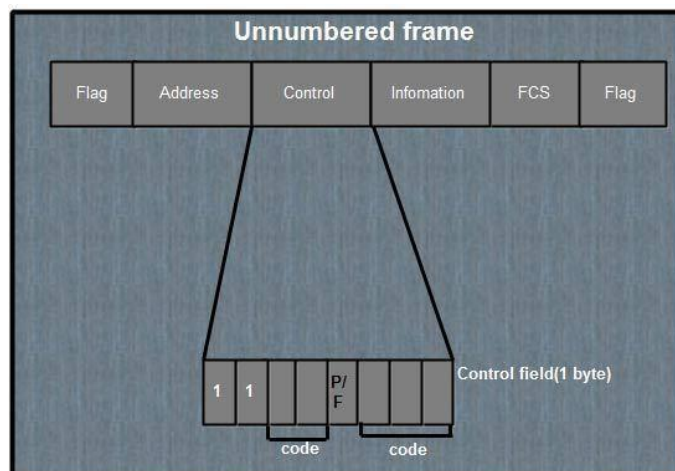 Unnumbered frame
Flag Address Control Infomation FCS Flag
1 1 P/F Control field(1 byte)
code code